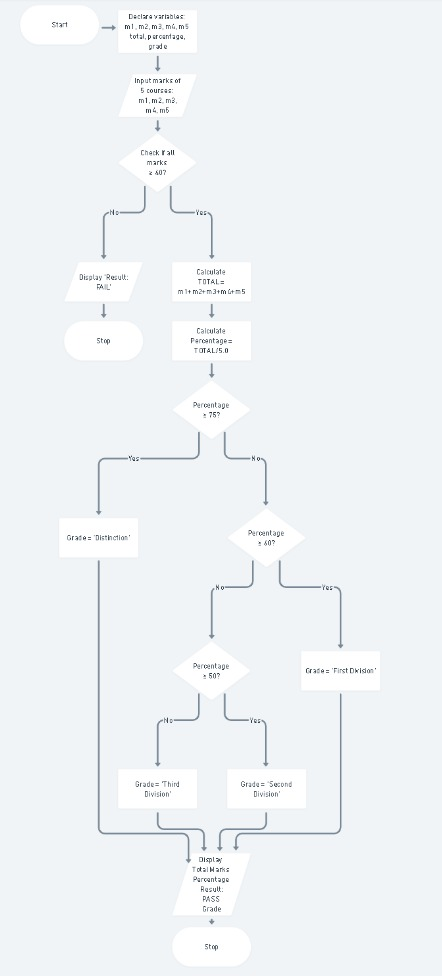 Start
Declare variables:
m1, m2, m3, m4, m5
total, percentage,
grade
Input marks of
5 courses:
m1, m2, m3,
m4, m5
Check if all
marks
≥ 40?
No
Yes
Display 'Result:
FAIL'
Calculate
TOTAL =
m1+m2+m3+m4+m5
Stop
Calculate
Percentage =
TOTAL/5.0
Percentage
≥ 75?
Yes
No
Grade = 'Distinction'
Percentage
≥ 60?
No
Yes
Percentage
≥ 50?
Grade = 'First Division'
No
Yes
Grade = 'Third
Division'
Grade = 'Second
Division'
Display
Total Marks
Percentage
Result:
PASS
Grade
Stop